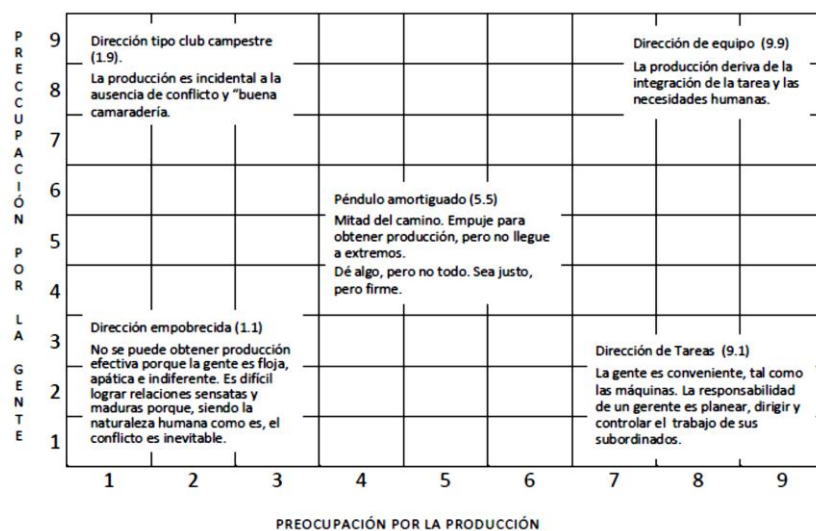 PRECCUPACIÓN POR LA GENTE
9
8
7
6
5
4
3
2
1
Dirección tipo club campestre
(1.9).
La producción es incidental a la
ausencia de conflicto y "buena
camaradería.
Dirección de equipo (9.9)
La producción deriva de la
integración de la tarea y las
necesidades humanas.
Péndulo amortiguado (5.5)
Mitad del camino. Empuje para
obtener producción, pero no llegue
a extremos.
Dé algo, pero no todo. Sea justo,
pero firme.
Dirección empobrecida (1.1)
No se puede obtener producción
efectiva porque la gente es floja,
apática e indiferente. Es difícil
lograr relaciones sensatas y
maduras porque, siendo la
naturaleza humana como es, el
conflicto es inevitable.
Dirección de Tareas (9.1)
La gente es conveniente, tal como
las máquinas. La responsabilidad
de un gerente es planear, dirigir y
controlar el trabajo de sus
subordinados.
1 2 3 4 5 6 7 8 9
PREOCUPACIÓN POR LA PRODUCCIÓN